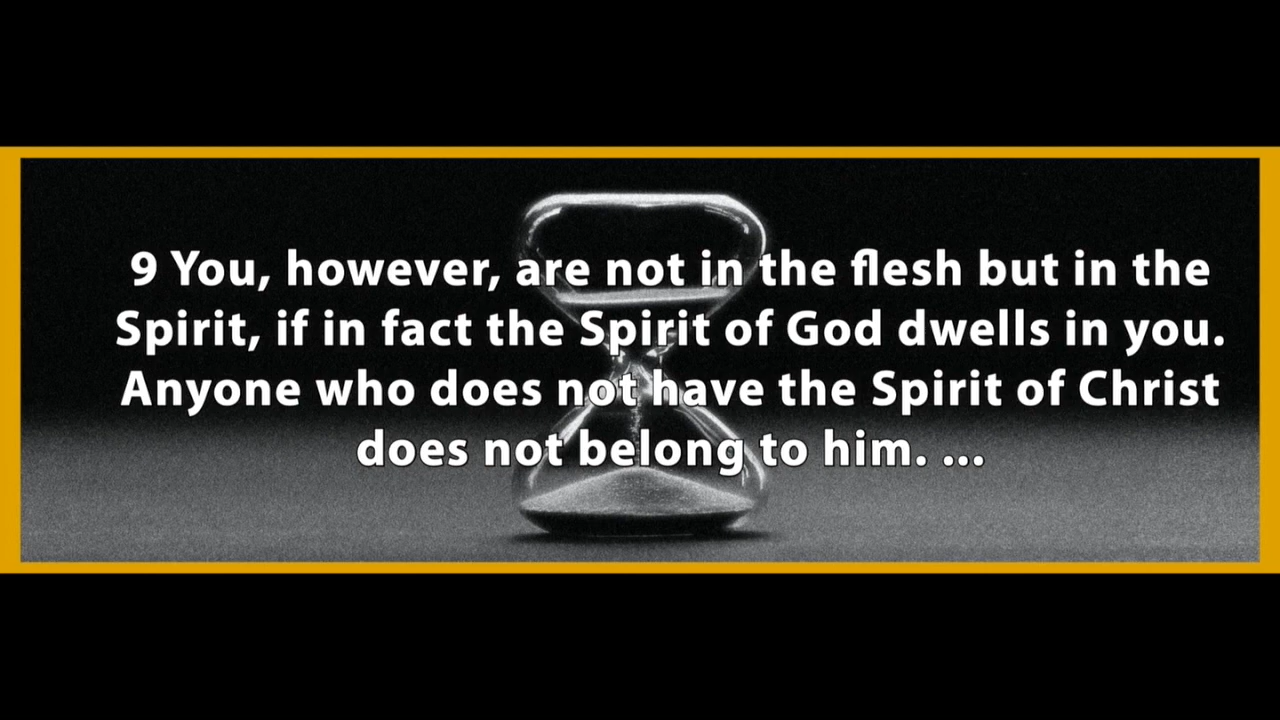 9 You, however, are not in the flesh but in the
Spirit, if in fact the Spirit of God dwells in you.
Anyone who does not have the Spirit of Christ
does not belong to him. ...